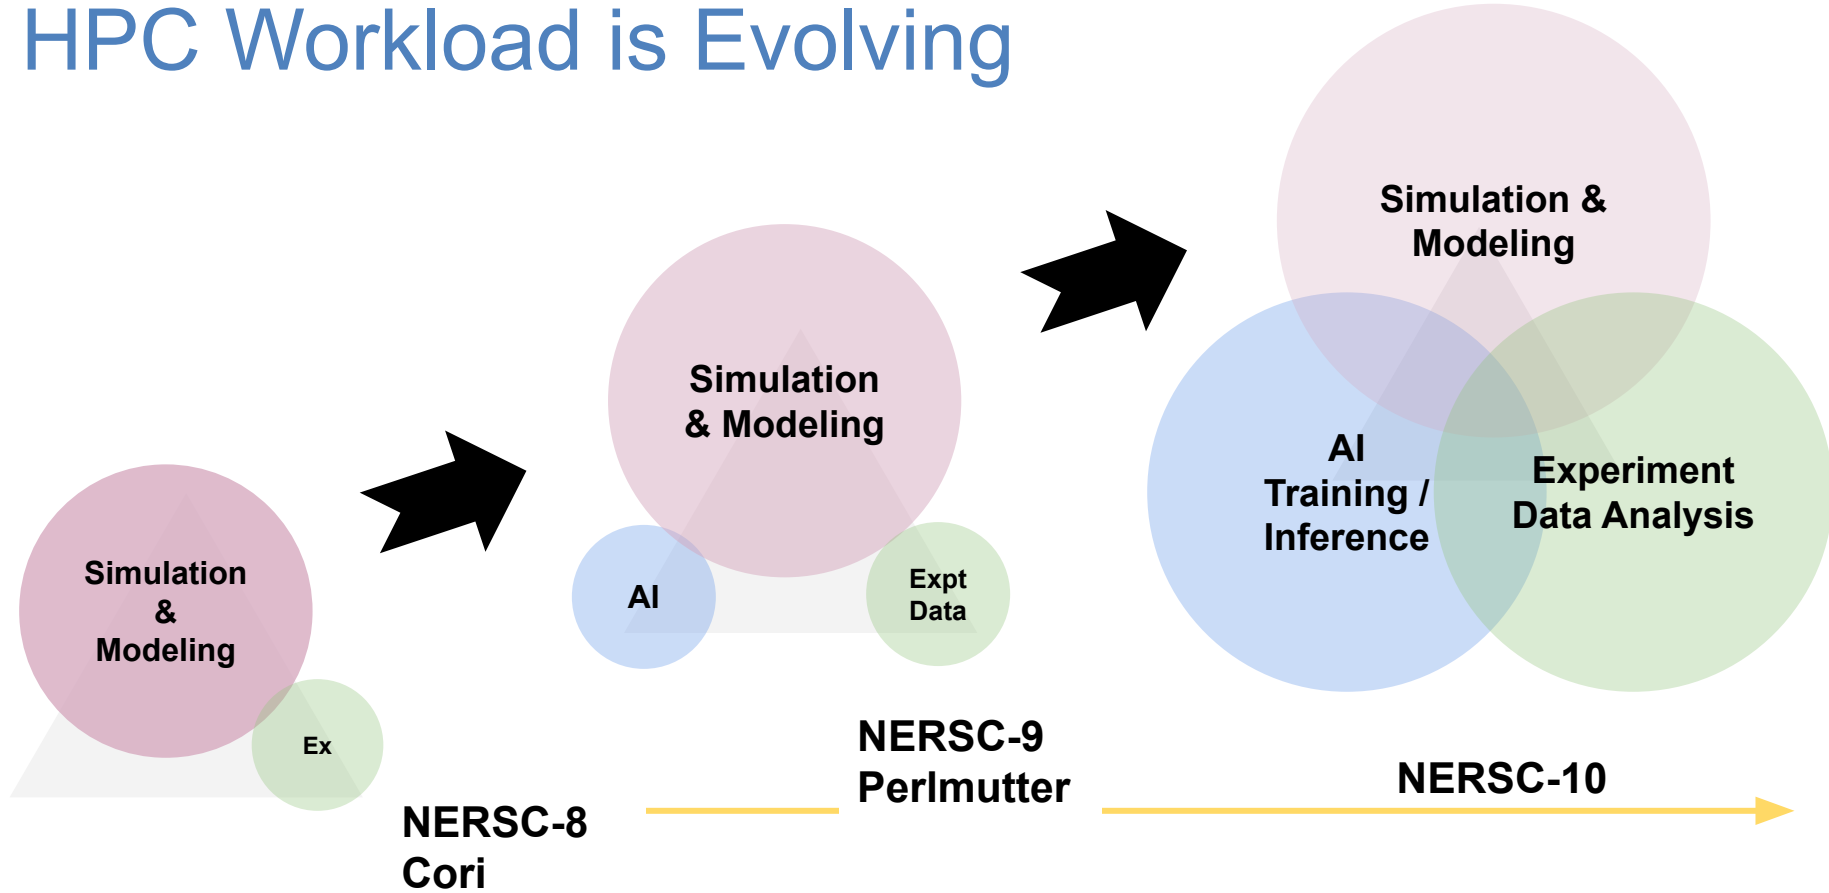 HPC Workload is Evolving
Simulation
&
Modeling
Ex
NERSC-8
Cori
Simulation
& Modeling
AI
Expt
Data
NERSC-9
Perlmutter
Simulation &
Modeling
AI
Training /
Inference
Experiment
Data Analysis
NERSC-10